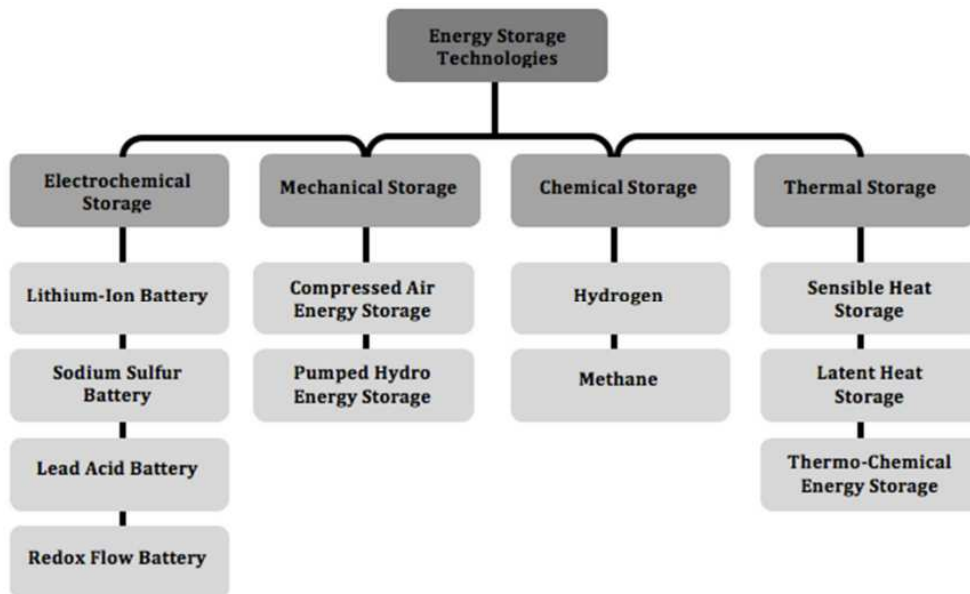 Energy Storage
Technologies
Electrochemical
Storage
Mechanical Storage
Chemical Storage
Thermal Storage
Lithium-Ion Battery
Compressed Air
Energy Storage
Hydrogen
Sensible Heat
Storage
Sodium Sulfur
Battery
Pumped Hydro
Energy Storage
Methane
Latent Heat
Storage
Lead Acid Battery
Thermo-Chemical
Energy Storage
Redox Flow Battery